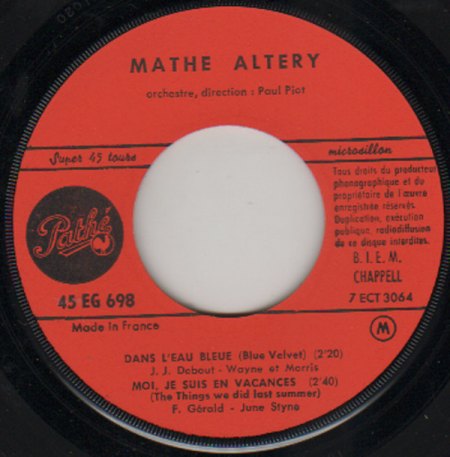 MATHE ALTERY
orchestre, direction : Paul Piot
Super 45 tours
microsillon
Tous droits du producteur
phonographique et du
propriétaire de l'œuvre
enregistrée réservés.
Duplication, exécution
publique, radiodiffusion
de ce disque interdites.
Pathé
B. I. E. M.
CHAPPELL
45 EG 698
7 ECT 3064
Made in France
M
DANS L'EAU BLEUE (Blue Velvet) (2'20)
J. J. Debout - Wayne et Morris
MOI, JE SUIS EN VACANCES (2'40)
(The Things we did last summer)
F. Gérald - June Styne